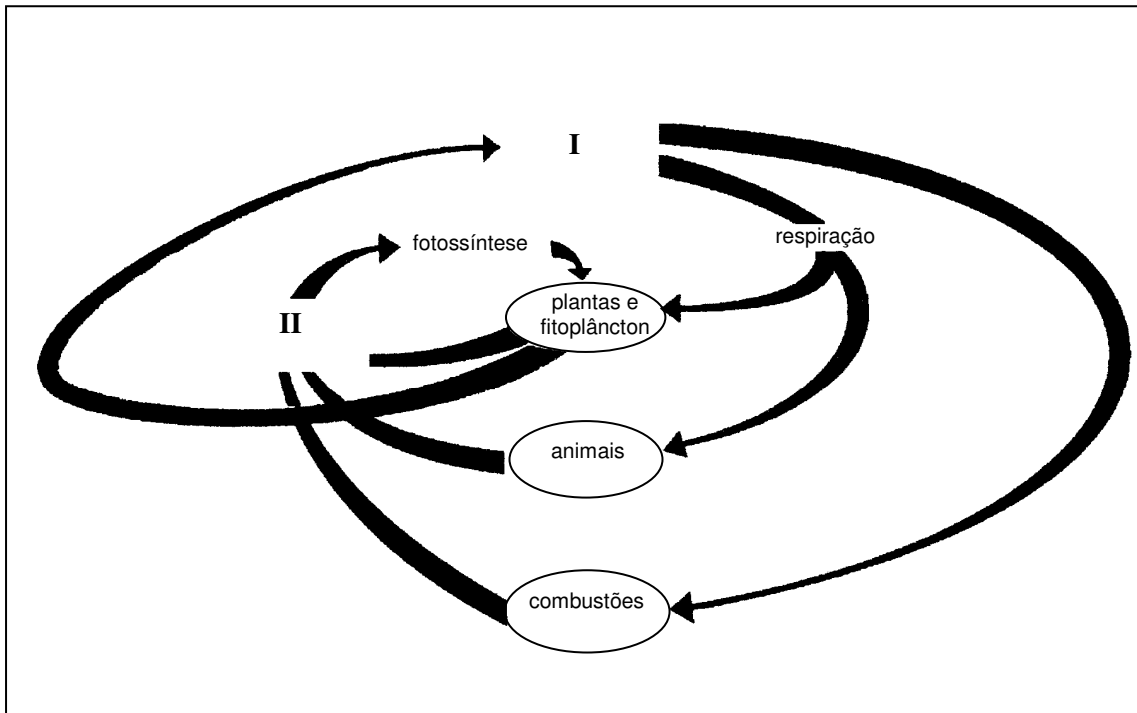 I
fotossíntese
respiração
II
plantas e
fitoplâncton
animais
combustões